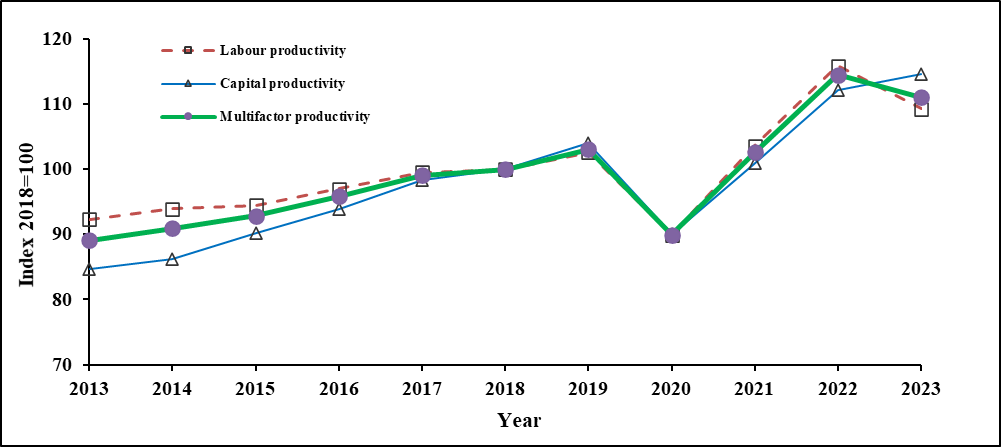 120
110
100
90
80
70
Index 2018=100
Labour productivity
Capital productivity
Multifactor productivity
2013 2014 2015 2016 2017 2018 2019 2020 2021 2022 2023
Year